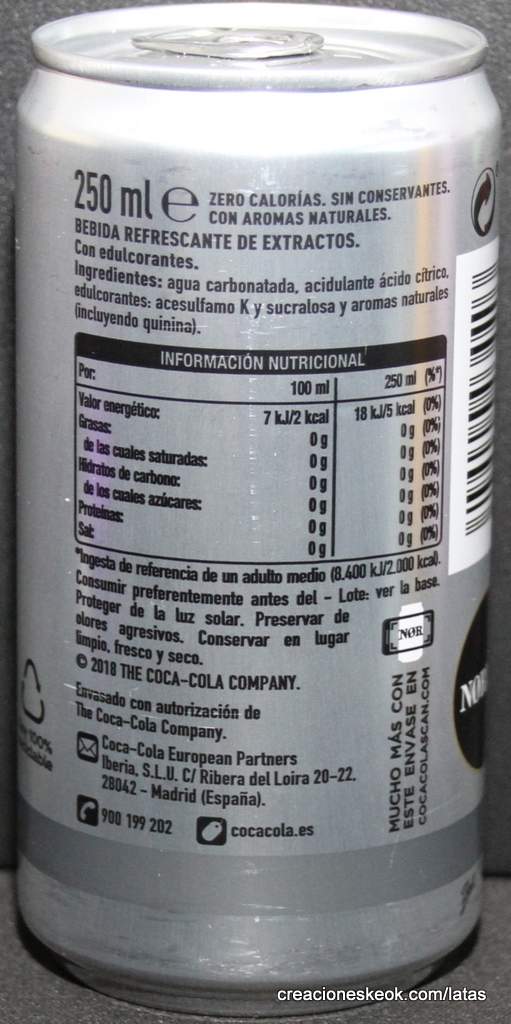 250 ml e ZERO CALORÍAS. SIN CONSERVANTES.
CON AROMAS NATURALES.
BEBIDA REFRESCANTE DE EXTRACTOS.
Con edulcorantes.
Ingredientes: agua carbonatada, acidulante ácido cítrico,
edulcorantes: acesulfamo K y sucralosa y aromas naturales
(incluyendo quinina).
INFORMACIÓN NUTRICIONAL
Por: 100 ml 250 ml (%*)
Valor energético: 7 kJ/2 kcal 18 kJ/5 kcal (0%)
Grasas: 0 g 0 g (0%)
de las cuales saturadas: 0 g 0 g (0%)
Hidratos de carbono: 0 g 0 g (0%)
de los cuales azúcares: 0 g 0 g (0%)
Proteínas: 0 g 0 g (0%)
Sal: 0 g 0 g (0%)
*Ingesta de referencia de un adulto medio (8.400 kJ/2.000 kcal).
Consumir preferentemente antes del - Lote: ver la base.
Proteger de la luz solar. Preservar de
olores agresivos. Conservar en lugar
limpio, fresco y seco.
© 2018 THE COCA-COLA COMPANY.
Envasado con autorización de
The Coca-Cola Company.
Coca-Cola European Partners
Iberia, S.L.U. C/ Ribera del Loira 20-22.
28042 - Madrid (España).
900 199 202 cocacola.es
NØR
MUCHO MÁS CON
ESTE ENVASE EN
COCACOLASCAN.COM
100%
creacioneskeok.com/latas